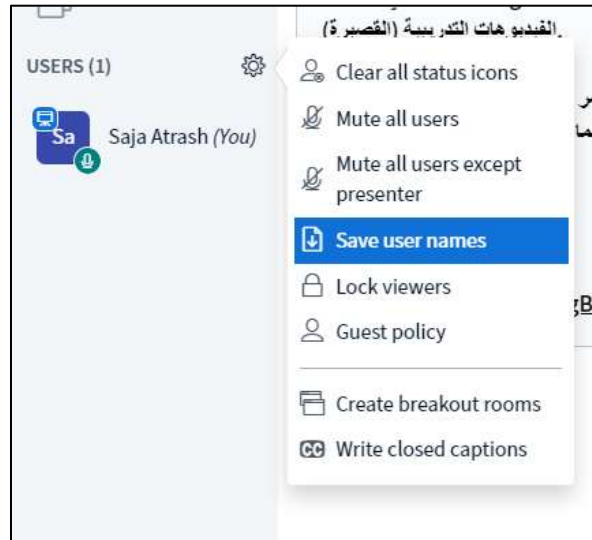 الفيديوهات التدريبية (القصيرة).
USERS (1)
Sa
Saja Atrash (You)
Clear all status icons
Mute all users
Mute all users except
presenter
Save user names
Lock viewers
Guest policy
Create breakout rooms
CC Write closed captions